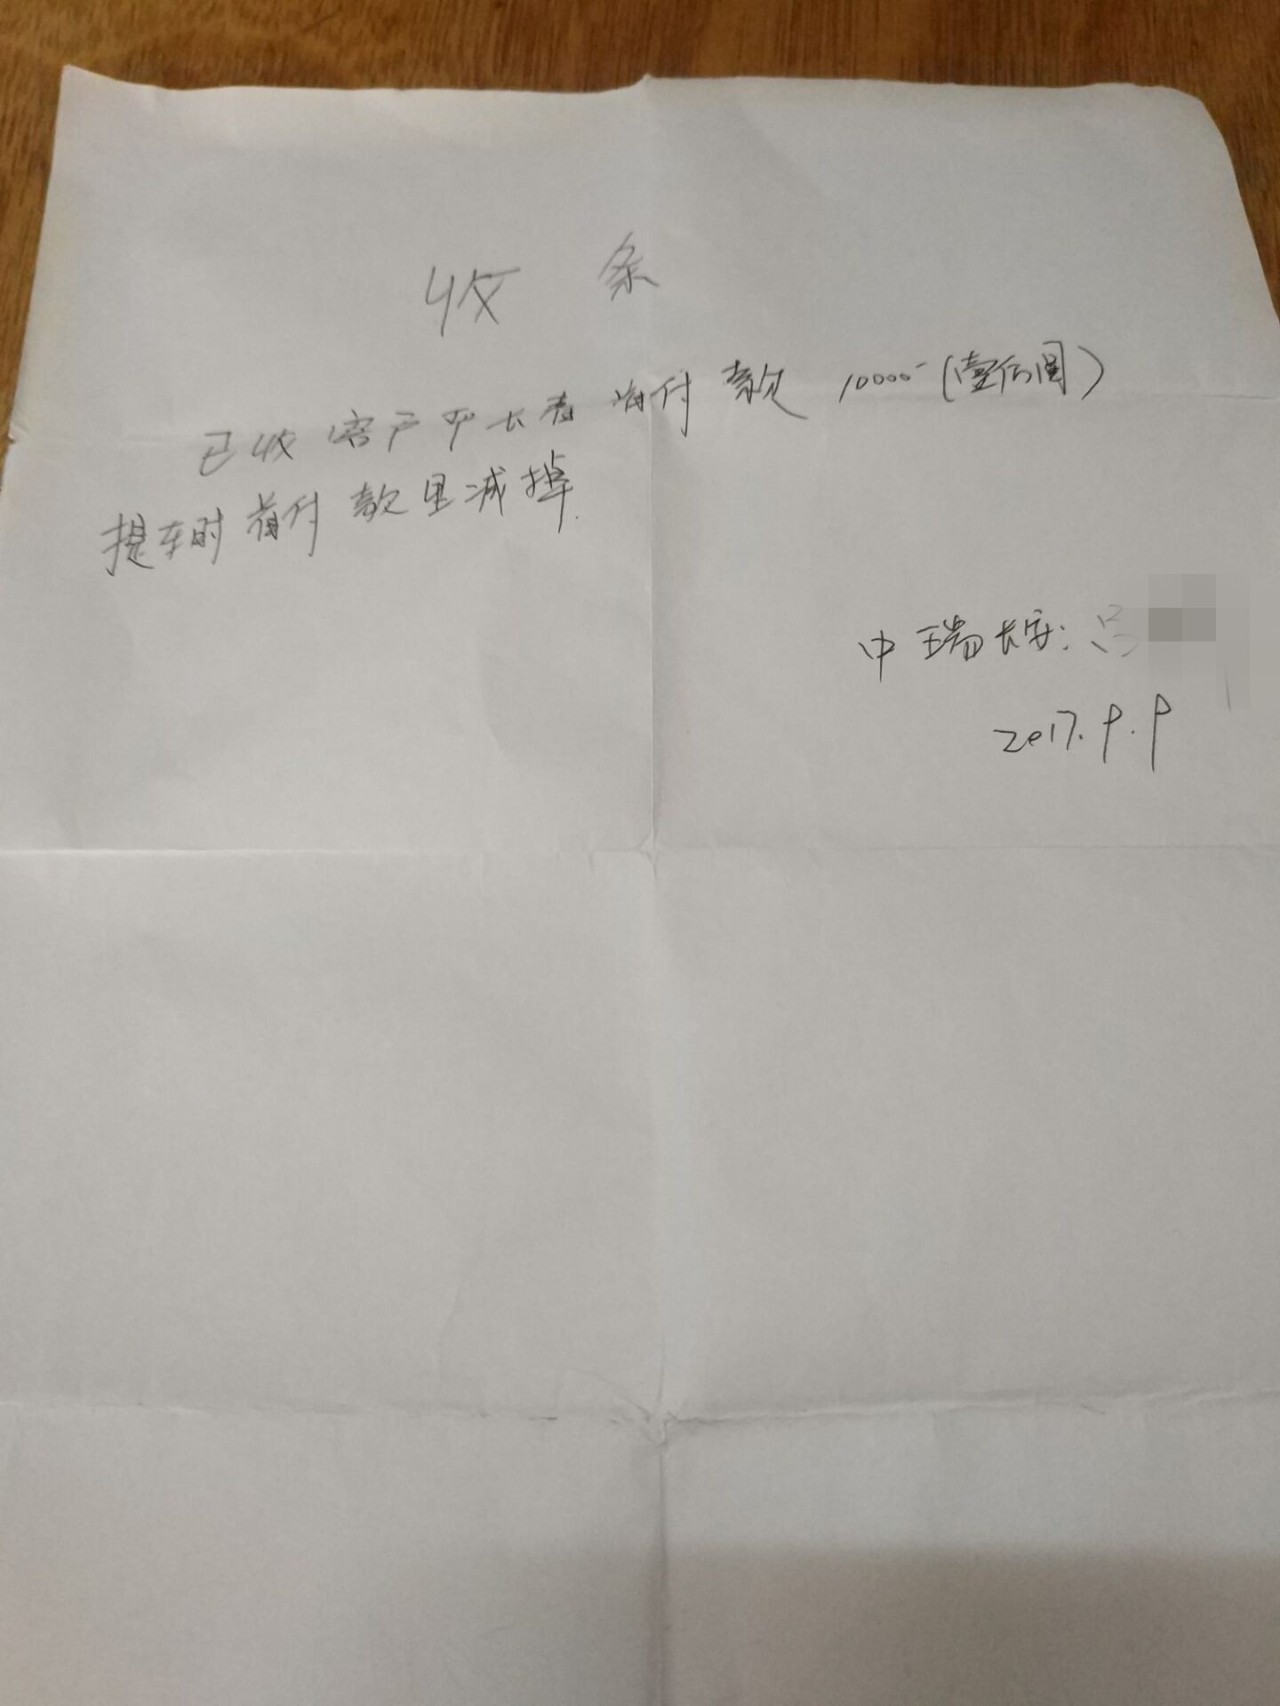 收 条
已收客户严长春首付款 10000-(壹万圆)
提车时首付款里减掉.
中瑞长安:吕
2017.9.9